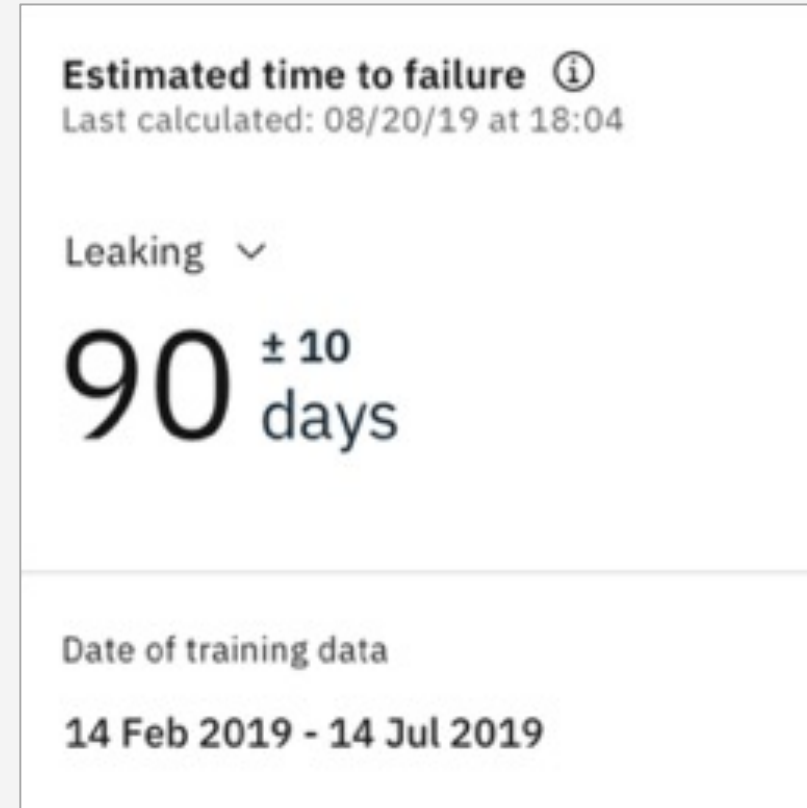 Estimated time to failure
Last calculated: 08/20/19 at 18:04
Leaking
90 ± 10 days
Date of training data
14 Feb 2019 - 14 Jul 2019